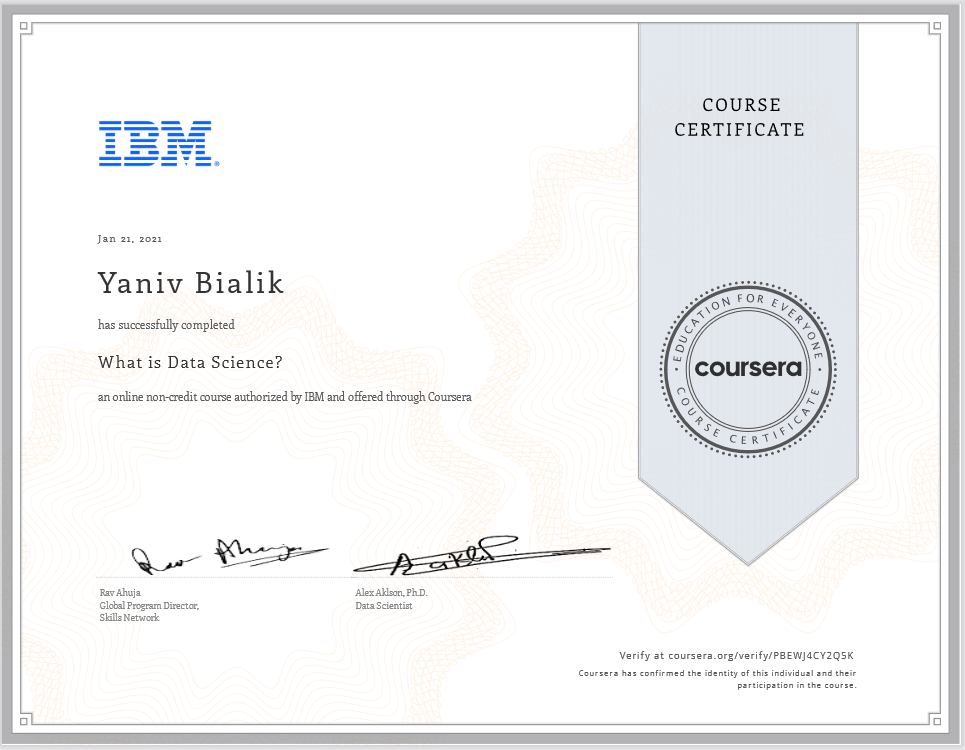 COURSE
CERTIFICATE
IBM®
Jan 21, 2021
Yaniv Bialik
has successfully completed
What is Data Science?
an online non-credit course authorized by IBM and offered through Coursera
EDUCATION FOR EVERYONE
coursera
COURSE CERTIFICATE
Rav Ahuja
Rav Ahuja
Global Program Director,
Skills Network
Alex Aklson, Ph.D.
Data Scientist
Verify at coursera.org/verify/PBEWJ4CY2Q5K
Coursera has confirmed the identity of this individual and their
participation in the course.